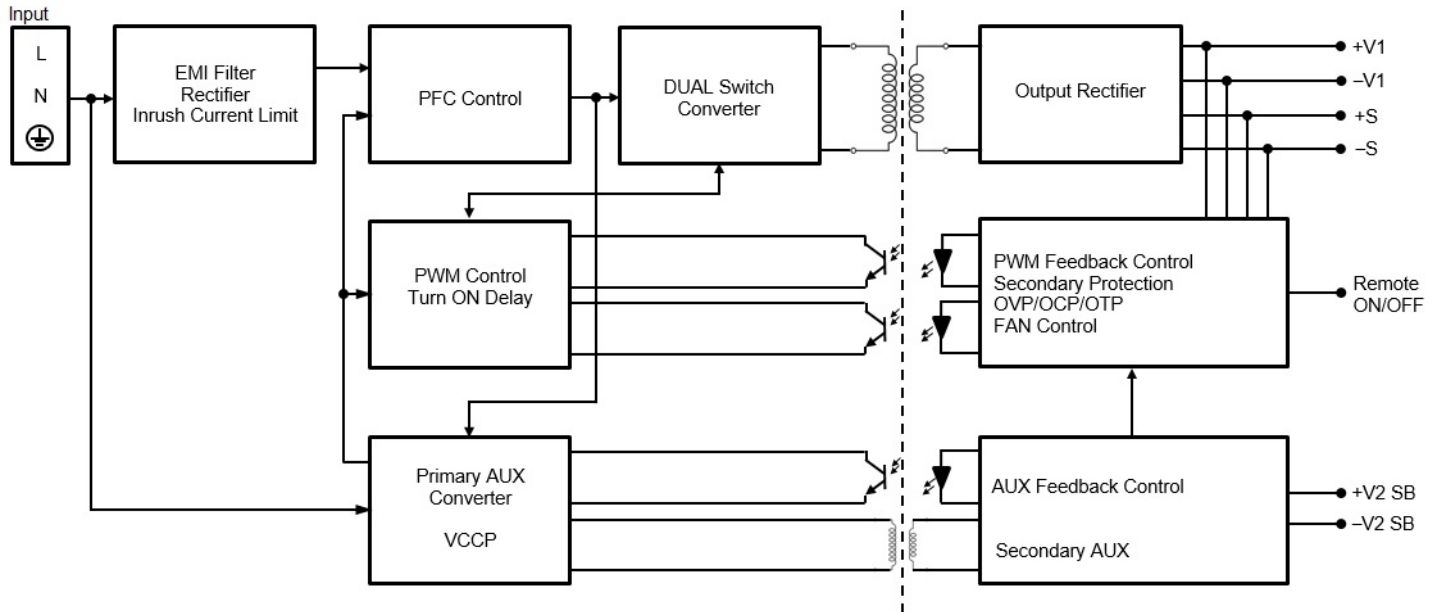 Input
L
N
EMI Filter
Rectifier
Inrush Current Limit
PFC Control
DUAL Switch
Converter
Output Rectifier
+V1
–V1
+S
–S
PWM Control
Turn ON Delay
PWM Feedback Control
Secondary Protection
OVP/OCP/OTP
FAN Control
Remote
ON/OFF
Primary AUX
Converter
VCCP
AUX Feedback Control
Secondary AUX
+V2 SB
–V2 SB